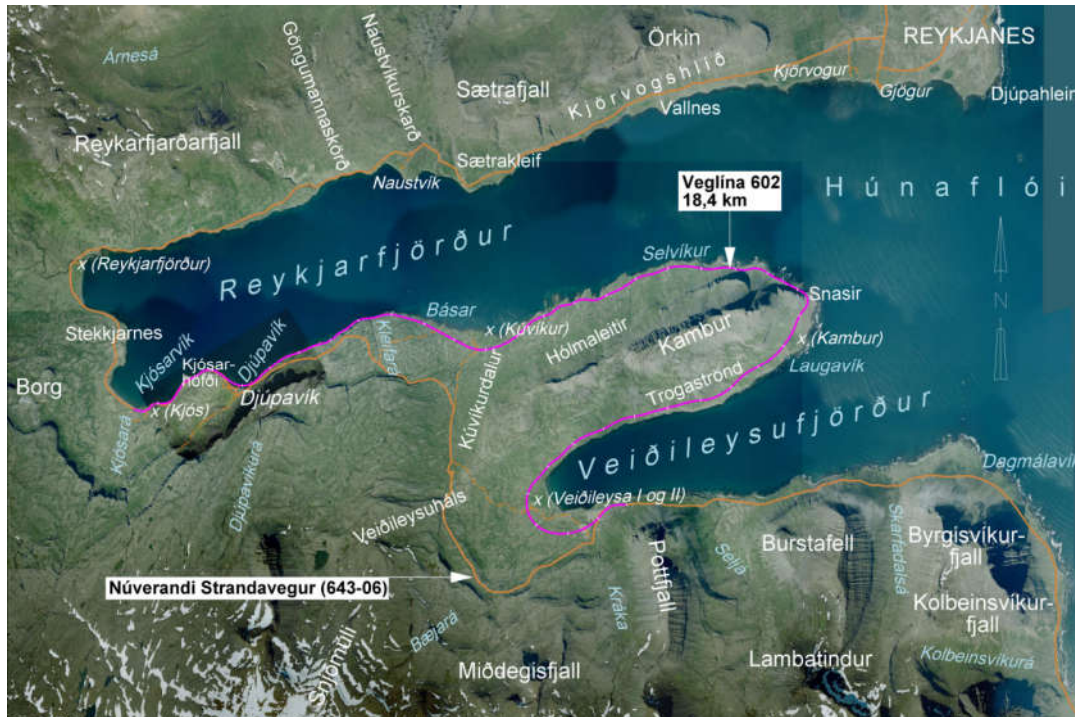 Árnesá
Göngumannaskörð
Naustvíkurskarð
Örkin
REYKJANES
Sætrafjall
Kjörvogshlíð
Kjörvogur
Gjögur
Djúpahlein
Vallnes
Reykarfjarðarfjall
Sætrakleif
Naustvík
Veglína 602
18,4 km
Húnaflói
x (Reykjarfjörður)
Reykjarfjörður
Selvíkur
N
Snasir
Stekkjarnes
Básar
x (Kúvíkur)
Hólmaleitir
Kambur
x (Kambur)
Laugavík
Kjósarvík
Kjósar-
höfði
Djúpavík
Kleifará
Borg
Djúpavík
x (Kjós)
Trogaströnd
Kúvíkurdalur
Kjósará
Veiðileysufjörður
Dagmálavík
Djúpavíkurá
x (Veiðileysa I og II)
Veiðileysuháls
Burstafell
Skarfadalsá
Byrgisvíkur-
fjall
Pottfjall
Seljá
Núverandi Strandavegur (643-06)
Kráka
Kolbeinsvíkur-
fjall
Bæjará
Miðdegisfjall
Lambatindur
Kolbeinsvíkurá